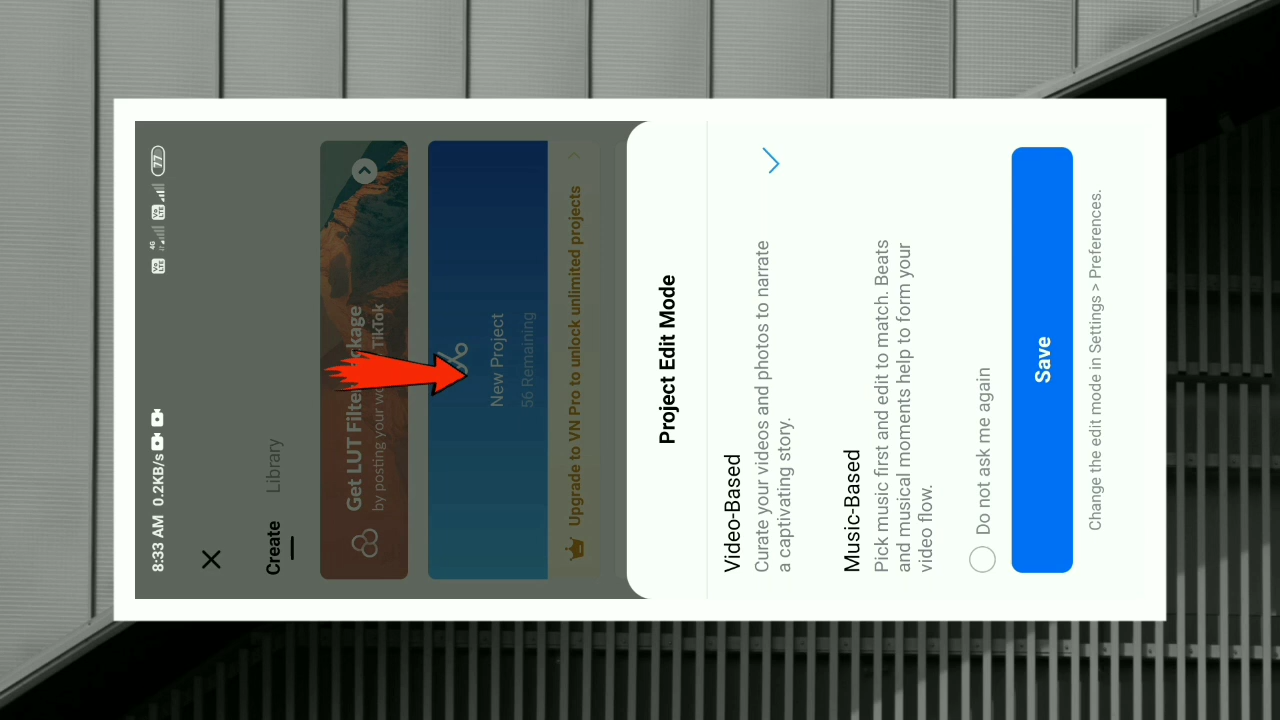 8:33 AM 0.2KB/s
4G
77
Create Library
Get LUT Filter
by posting your TikTok
New Project
56 Remaining
Upgrade to VN Pro to unlock unlimited projects
Project Edit Mode
Video-Based
Curate your videos and photos to narrate
a captivating story.
Music-Based
Pick music first and edit to match. Beats
and musical moments help to form your
video flow.
Do not ask me again
Save
Change the edit mode in Settings > Preferences.